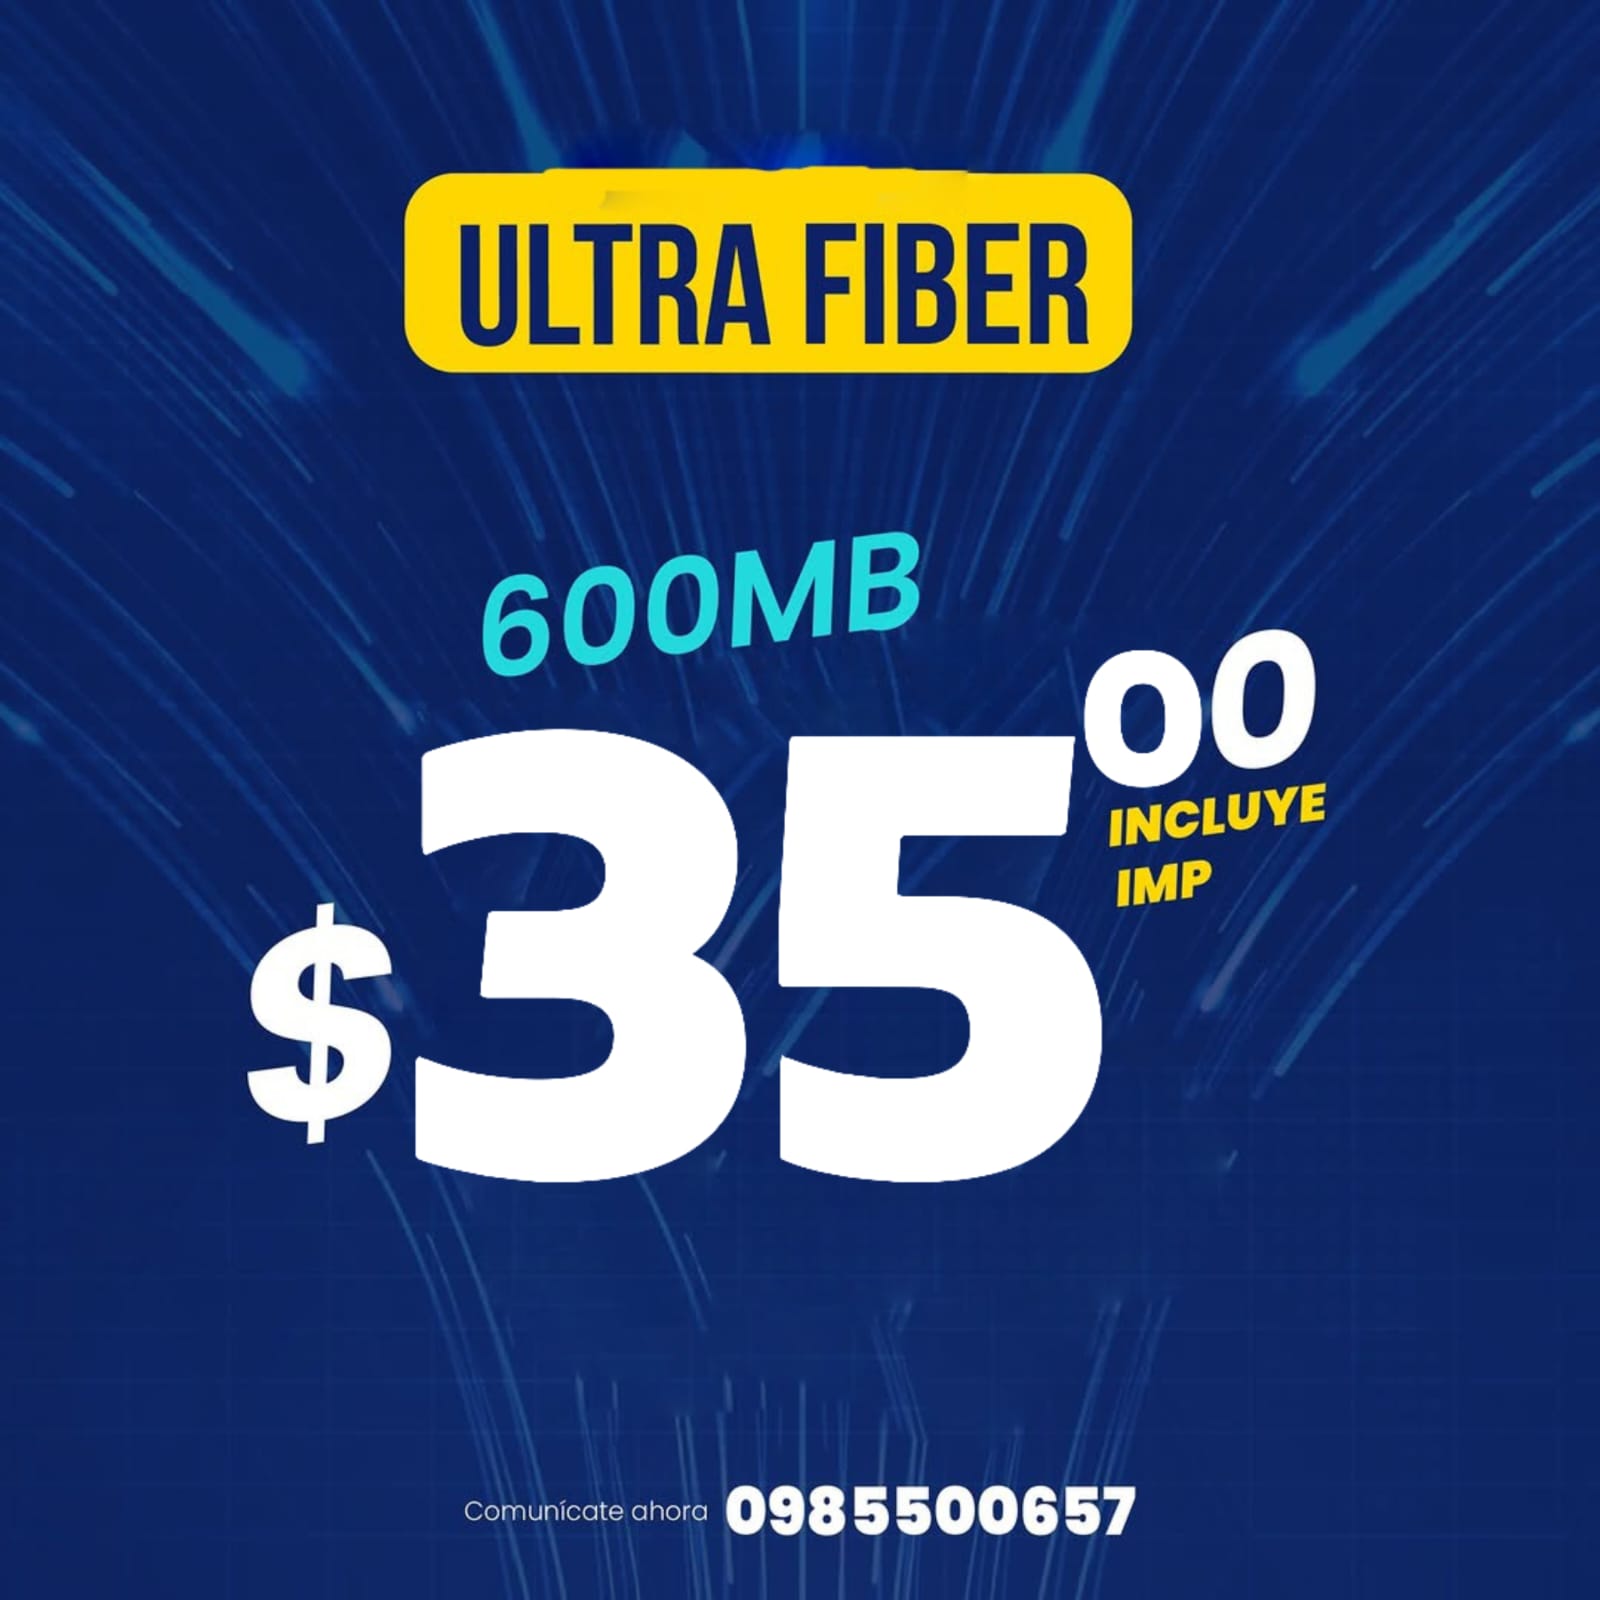 ULTRA FIBER
600MB
$35 00
INCLUYE
IMP
Comunícate ahora 0985500657